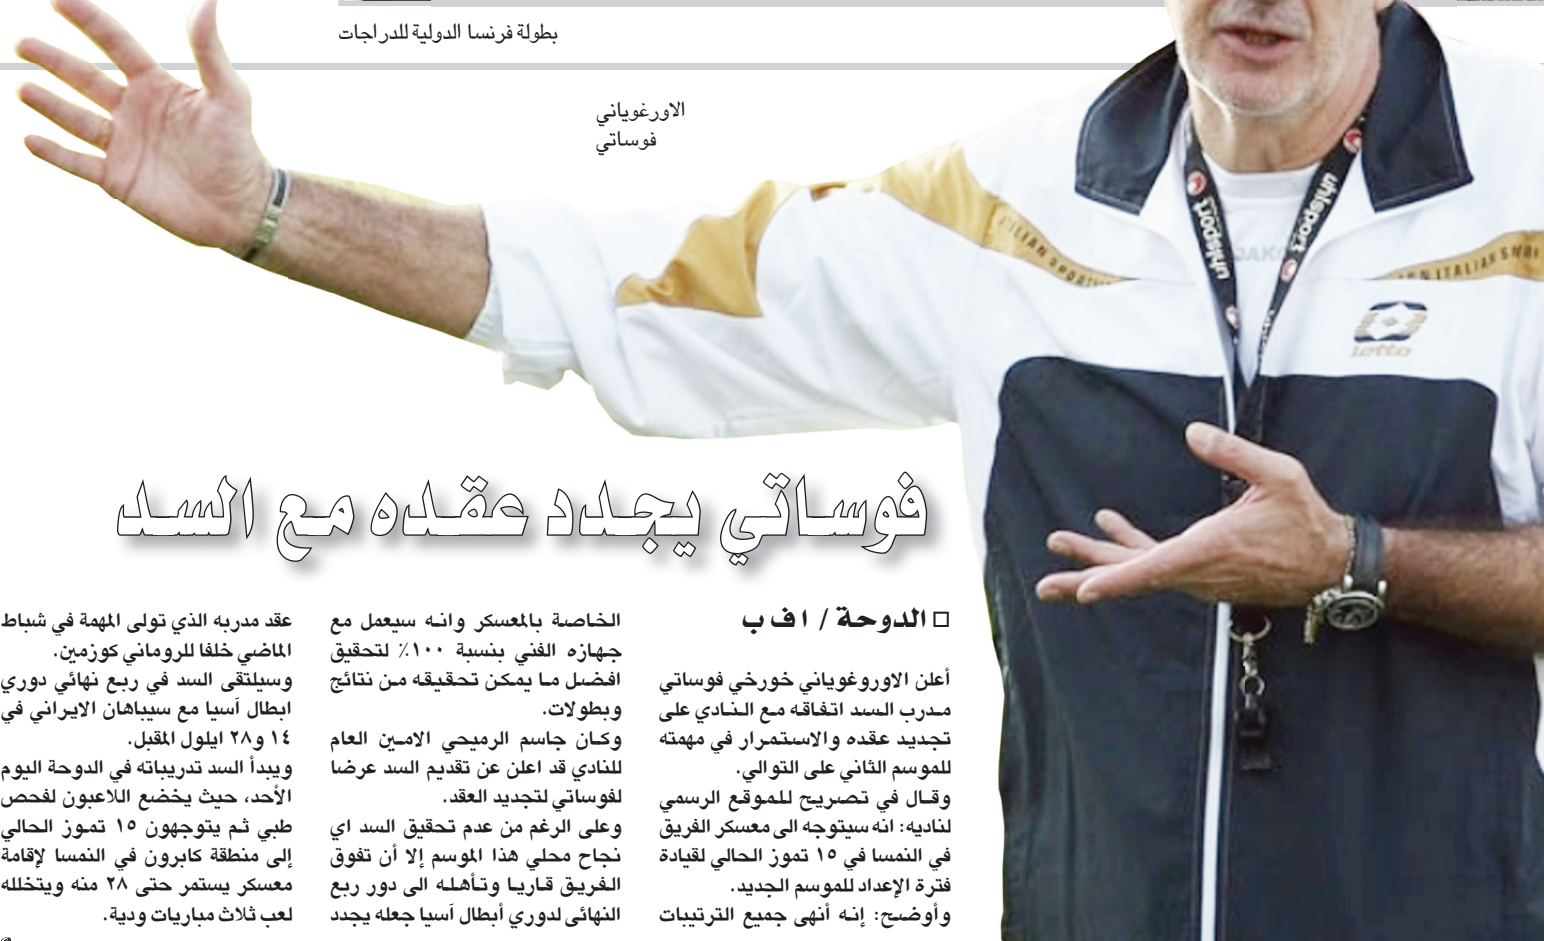 بطولة فرنسا الدولية للدراجات
الاورغوياني
فوساتي
uhlsport
uhlsport
JAKO
ITALIAN
lotto
فوساتي يجدد عقده مع السد
□ الدوحة / اف ب
أعلن الاوروغوياني خورخي فوساتي
مدرب السد اتفاقه مع النادي على
تجديد عقده والاستمرار في مهمته
للموسم الثاني على التوالي.
وقال في تصريح للموقع الرسمي
لناديه: انه سيتوجه الى معسكر الفريق
في النمسا في ١٥ تموز الحالي لقيادة
فترة الإعداد للموسم الجديد.
وأوضح: إنه أنهى جميع الترتيبات
الخاصة بالمعسكر وانه سيعمل مع
جهازه الفني بنسبة ١٠٠٪ لتحقيق
افضل ما يمكن تحقيقه من نتائج
وبطولات.
وكان جاسم الرميحي الامين العام
للنادي قد اعلن عن تقديم السد عرضا
لفوساتي لتجديد العقد.
وعلى الرغم من عدم تحقيق السد اي
نجاح محلي هذا الموسم إلا أن تفوق
الفريق قاريا وتأهله الى دور ربع
النهائي لدوري أبطال آسيا جعله يجدد
عقد مدربه الذي تولى المهمة في شباط
الماضي خلفا للروماني كوزمين.
وسيلتقى السد في ربع نهائي دوري
ابطال آسيا مع سيباهان الايراني في
١٤ و٢٨ ايلول المقبل.
ويبدأ السد تدريباته في الدوحة اليوم
الأحد، حيث يخضع اللاعبون لفحص
طبي ثم يتوجهون ١٥ تموز الحالي
إلى منطقة كابرون في النمسا لإقامة
معسكر يستمر حتى ٢٨ منه ويتخلله
لعب ثلاث مباريات ودية.